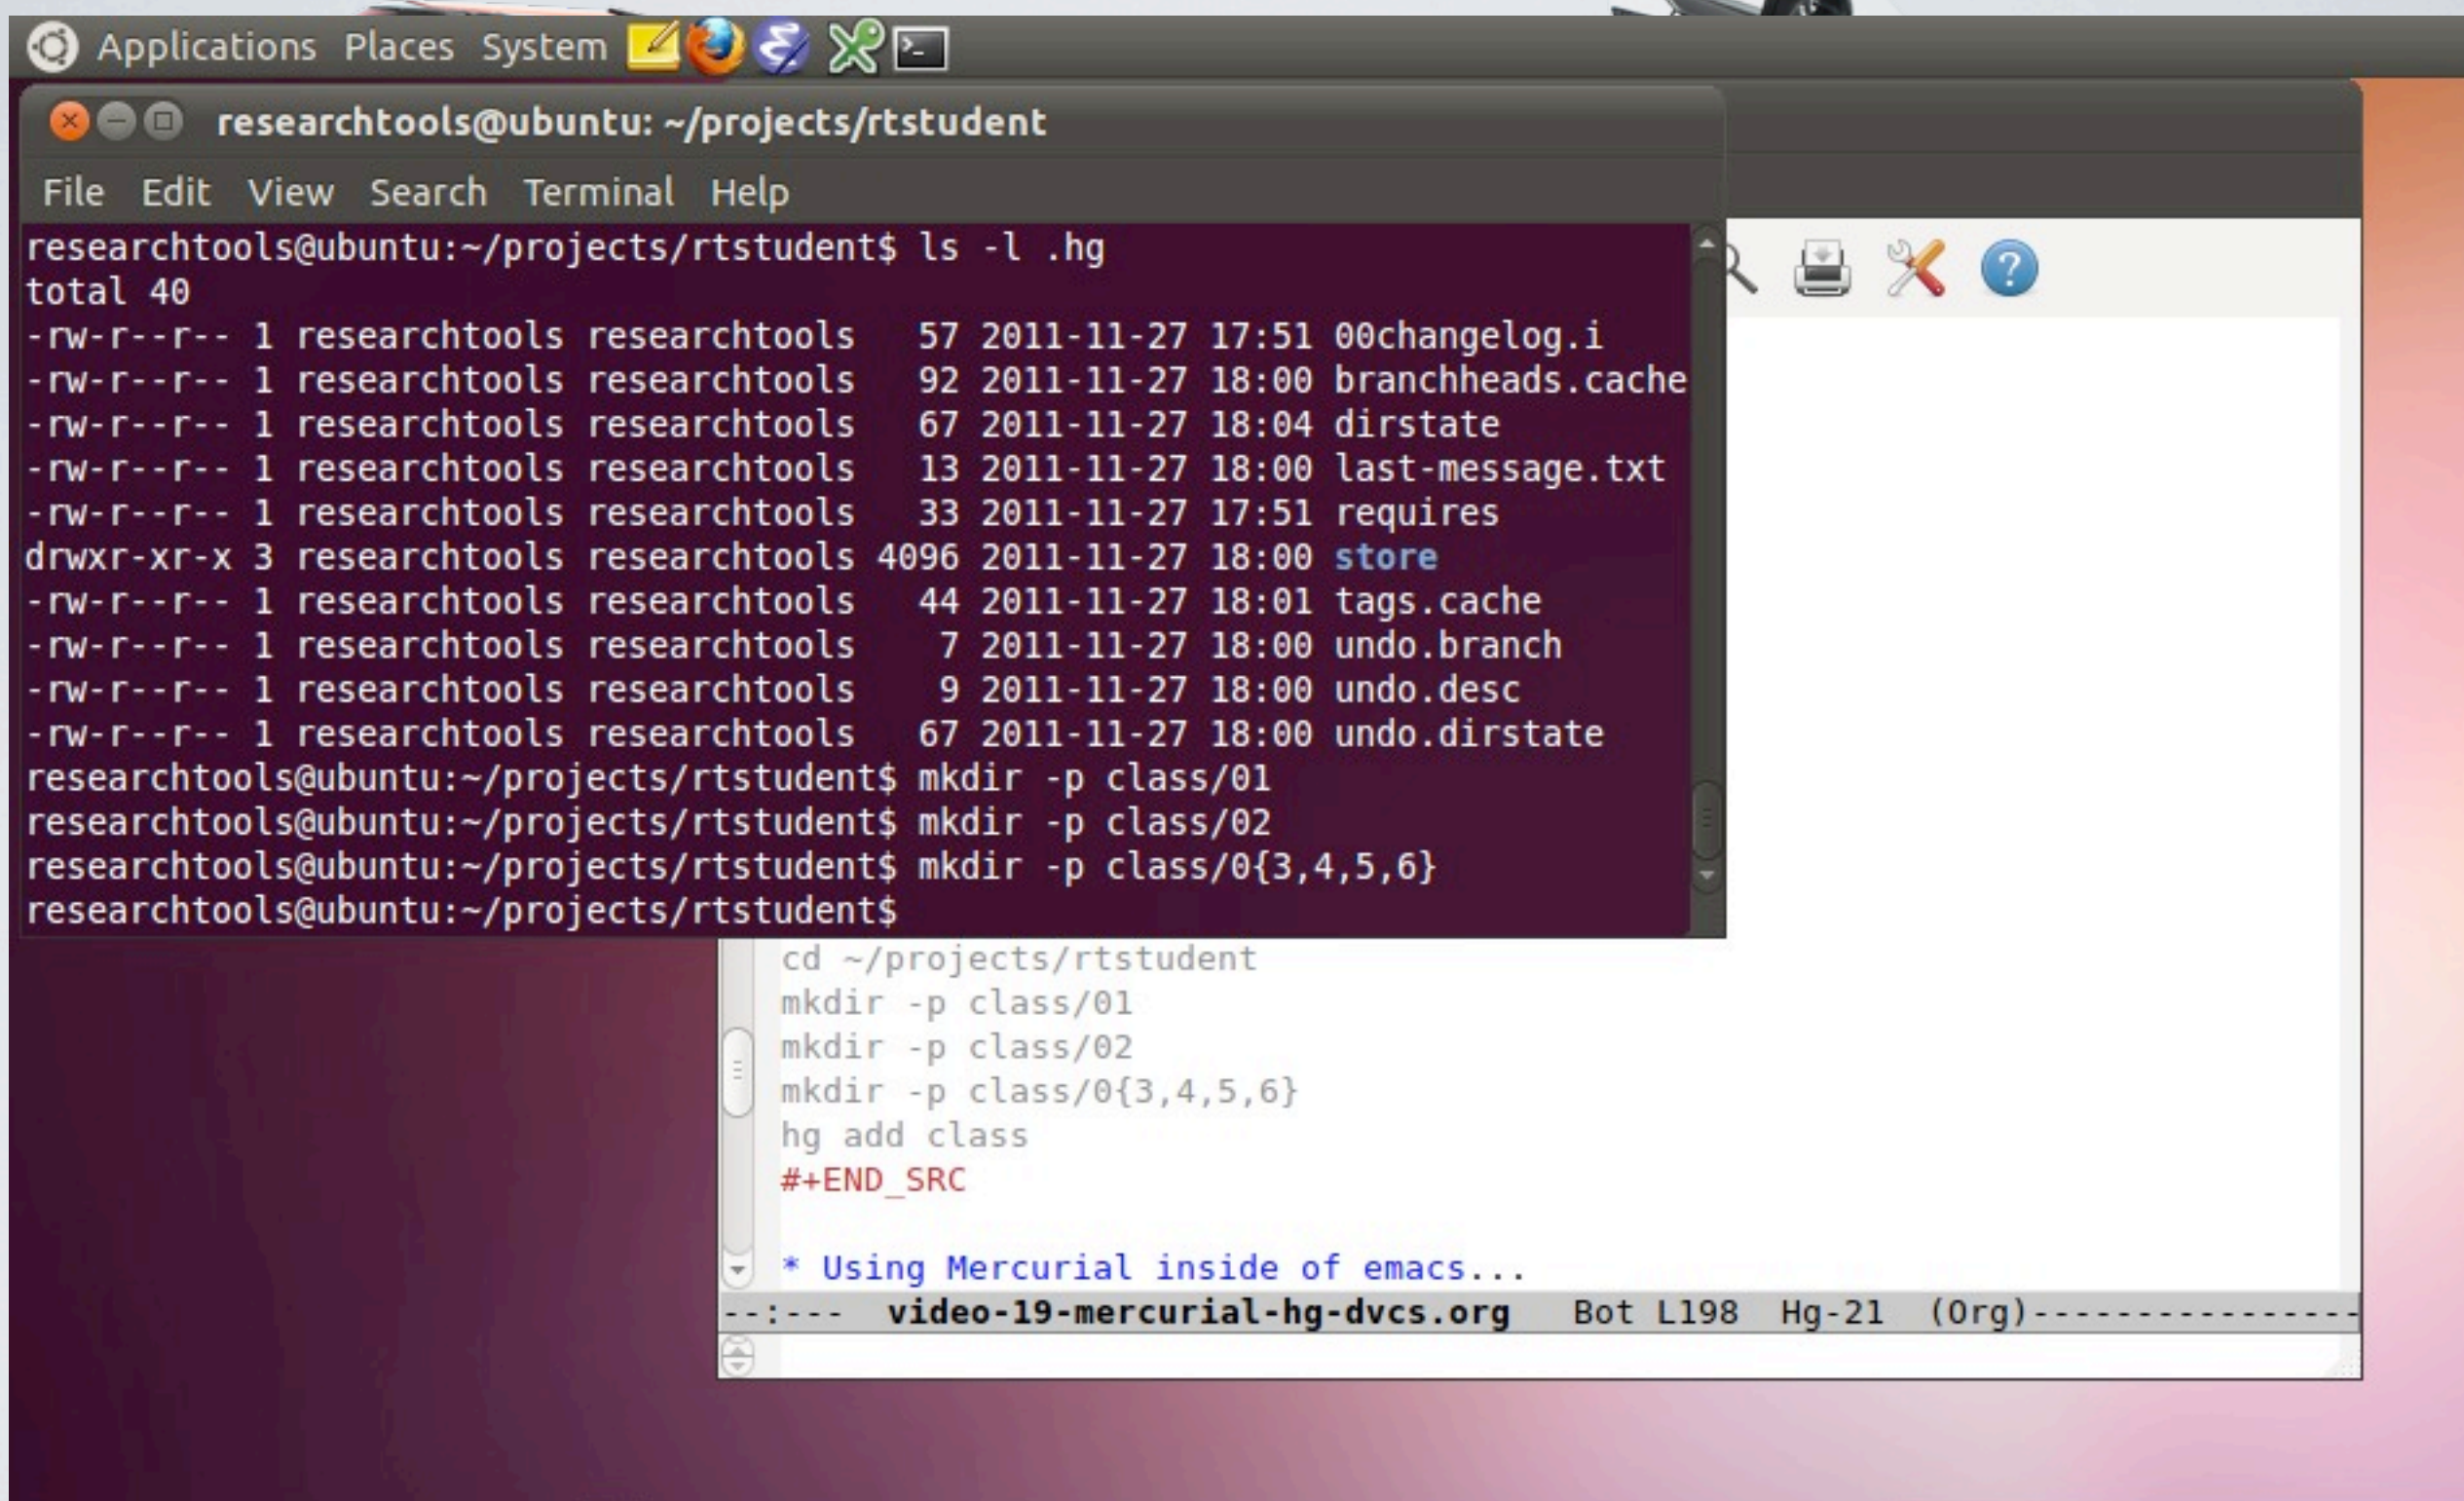 Applications Places System
researchtools@ubuntu: ~/projects/rtstudent
File Edit View Search Terminal Help
researchtools@ubuntu:~/projects/rtstudent$ ls -l .hg
total 40
-rw-r--r-- 1 researchtools researchtools   57 2011-11-27 17:51 00changelog.i
-rw-r--r-- 1 researchtools researchtools   92 2011-11-27 18:00 branchheads.cache
-rw-r--r-- 1 researchtools researchtools   67 2011-11-27 18:04 dirstate
-rw-r--r-- 1 researchtools researchtools   13 2011-11-27 18:00 last-message.txt
-rw-r--r-- 1 researchtools researchtools   33 2011-11-27 17:51 requires
drwxr-xr-x 3 researchtools researchtools 4096 2011-11-27 18:00 store
-rw-r--r-- 1 researchtools researchtools   44 2011-11-27 18:01 tags.cache
-rw-r--r-- 1 researchtools researchtools    7 2011-11-27 18:00 undo.branch
-rw-r--r-- 1 researchtools researchtools    9 2011-11-27 18:00 undo.desc
-rw-r--r-- 1 researchtools researchtools   67 2011-11-27 18:00 undo.dirstate
researchtools@ubuntu:~/projects/rtstudent$ mkdir -p class/01
researchtools@ubuntu:~/projects/rtstudent$ mkdir -p class/02
researchtools@ubuntu:~/projects/rtstudent$ mkdir -p class/0{3,4,5,6}
researchtools@ubuntu:~/projects/rtstudent$
cd ~/projects/rtstudent
mkdir -p class/01
mkdir -p class/02
mkdir -p class/0{3,4,5,6}
hg add class
#+END_SRC
* Using Mercurial inside of emacs...
--:---  video-19-mercurial-hg-dvcs.org   Bot L198  Hg-21  (Org)----------------